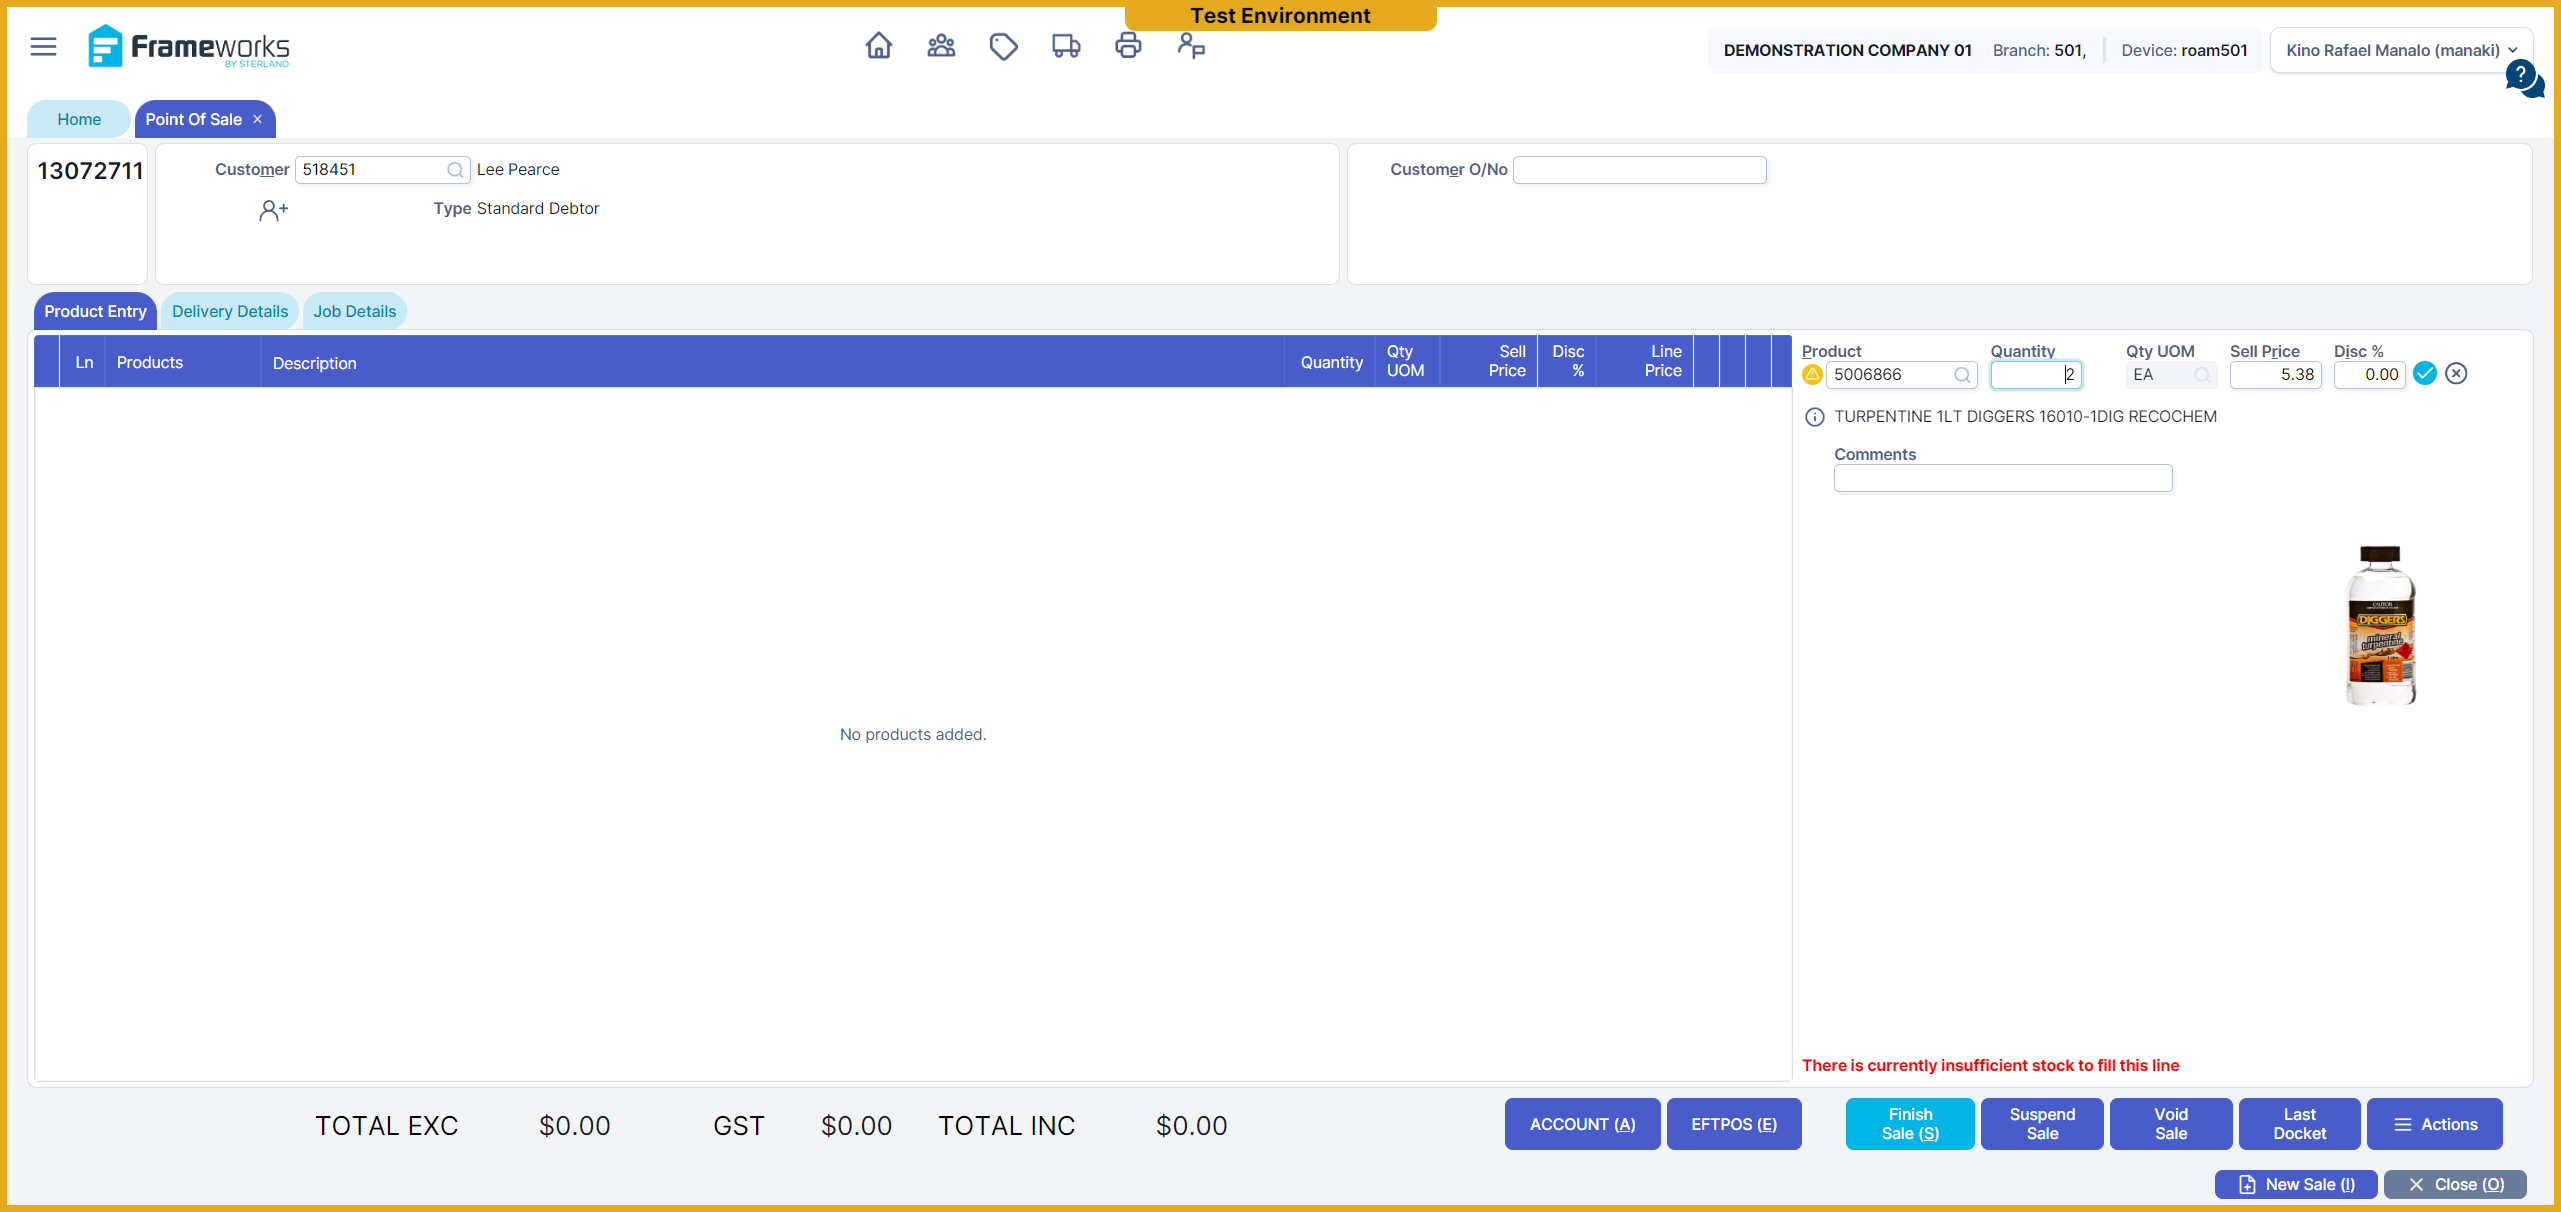 Test Environment
Frameworks
BY STERLAND
DEMONSTRATION COMPANY 01 Branch: 501, Device: roam501
Kino Rafael Manalo (manaki)
?
Home
Point Of Sale ×
13072711
Customer 518451 Lee Pearce
Type Standard Debtor
Customer O/No
Product Entry
Delivery Details
Job Details
Ln Products Description Quantity Qty UOM Sell Price Disc % Line Price
No products added.
Product Quantity Qty UOM Sell Price Disc %
5006866 2 EA 5.38 0.00
TURPENTINE 1LT DIGGERS 16010-1DIG RECOCHEM
Comments
CAUTION
DIGGERS
mineral
turpentine
There is currently insufficient stock to fill this line
TOTAL EXC $0.00 GST $0.00 TOTAL INC $0.00
ACCOUNT (A)
EFTPOS (E)
Finish
Sale (S)
Suspend
Sale
Void
Sale
Last
Docket
Actions
New Sale (I)
Close (O)